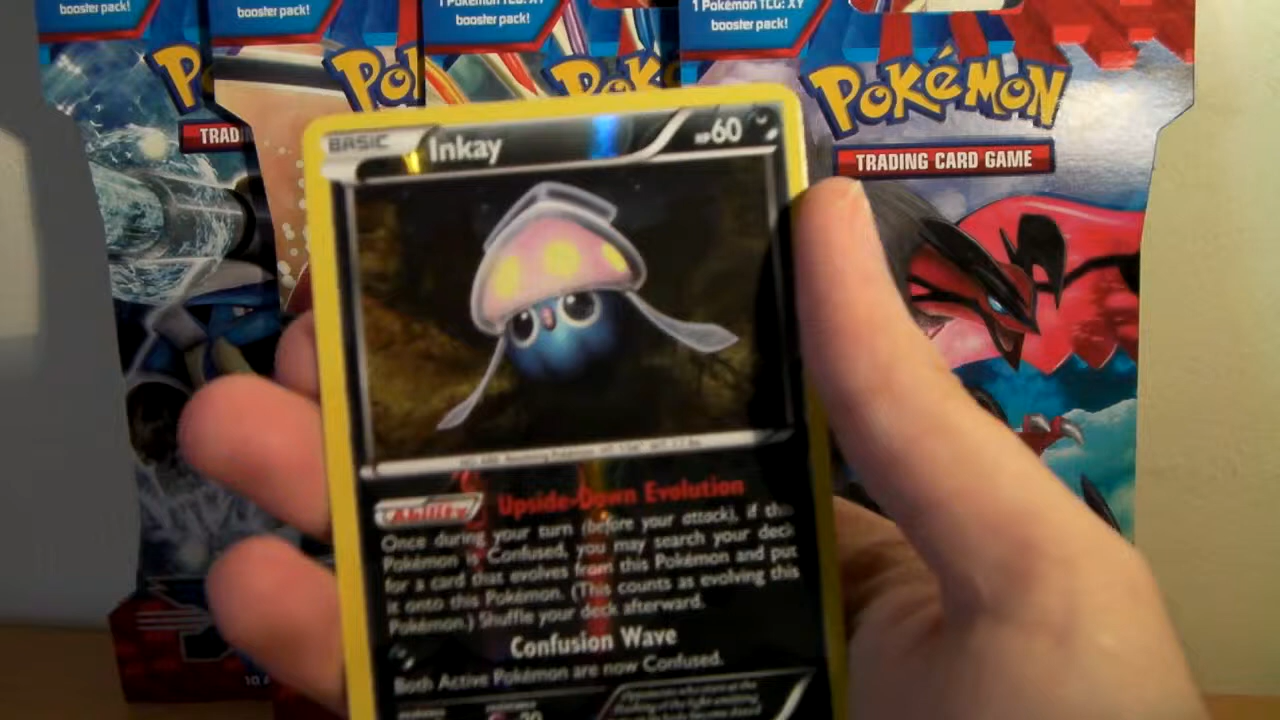 booster pack!
booster pack!
booster pack!
1 Pokémon TCG: XY
booster pack!
POKéMON
TRADING CARD GAME
BASIC
Inkay
HP60
Ability
Upside-Down Evolution
Once during your turn (before your attack), if this
Pokémon is Confused, you may search your deck
for a card that evolves from this Pokémon and put
it onto this Pokémon. (This counts as evolving this
Pokémon.) Shuffle your deck afterward.
Confusion Wave
Both Active Pokémon are now Confused.